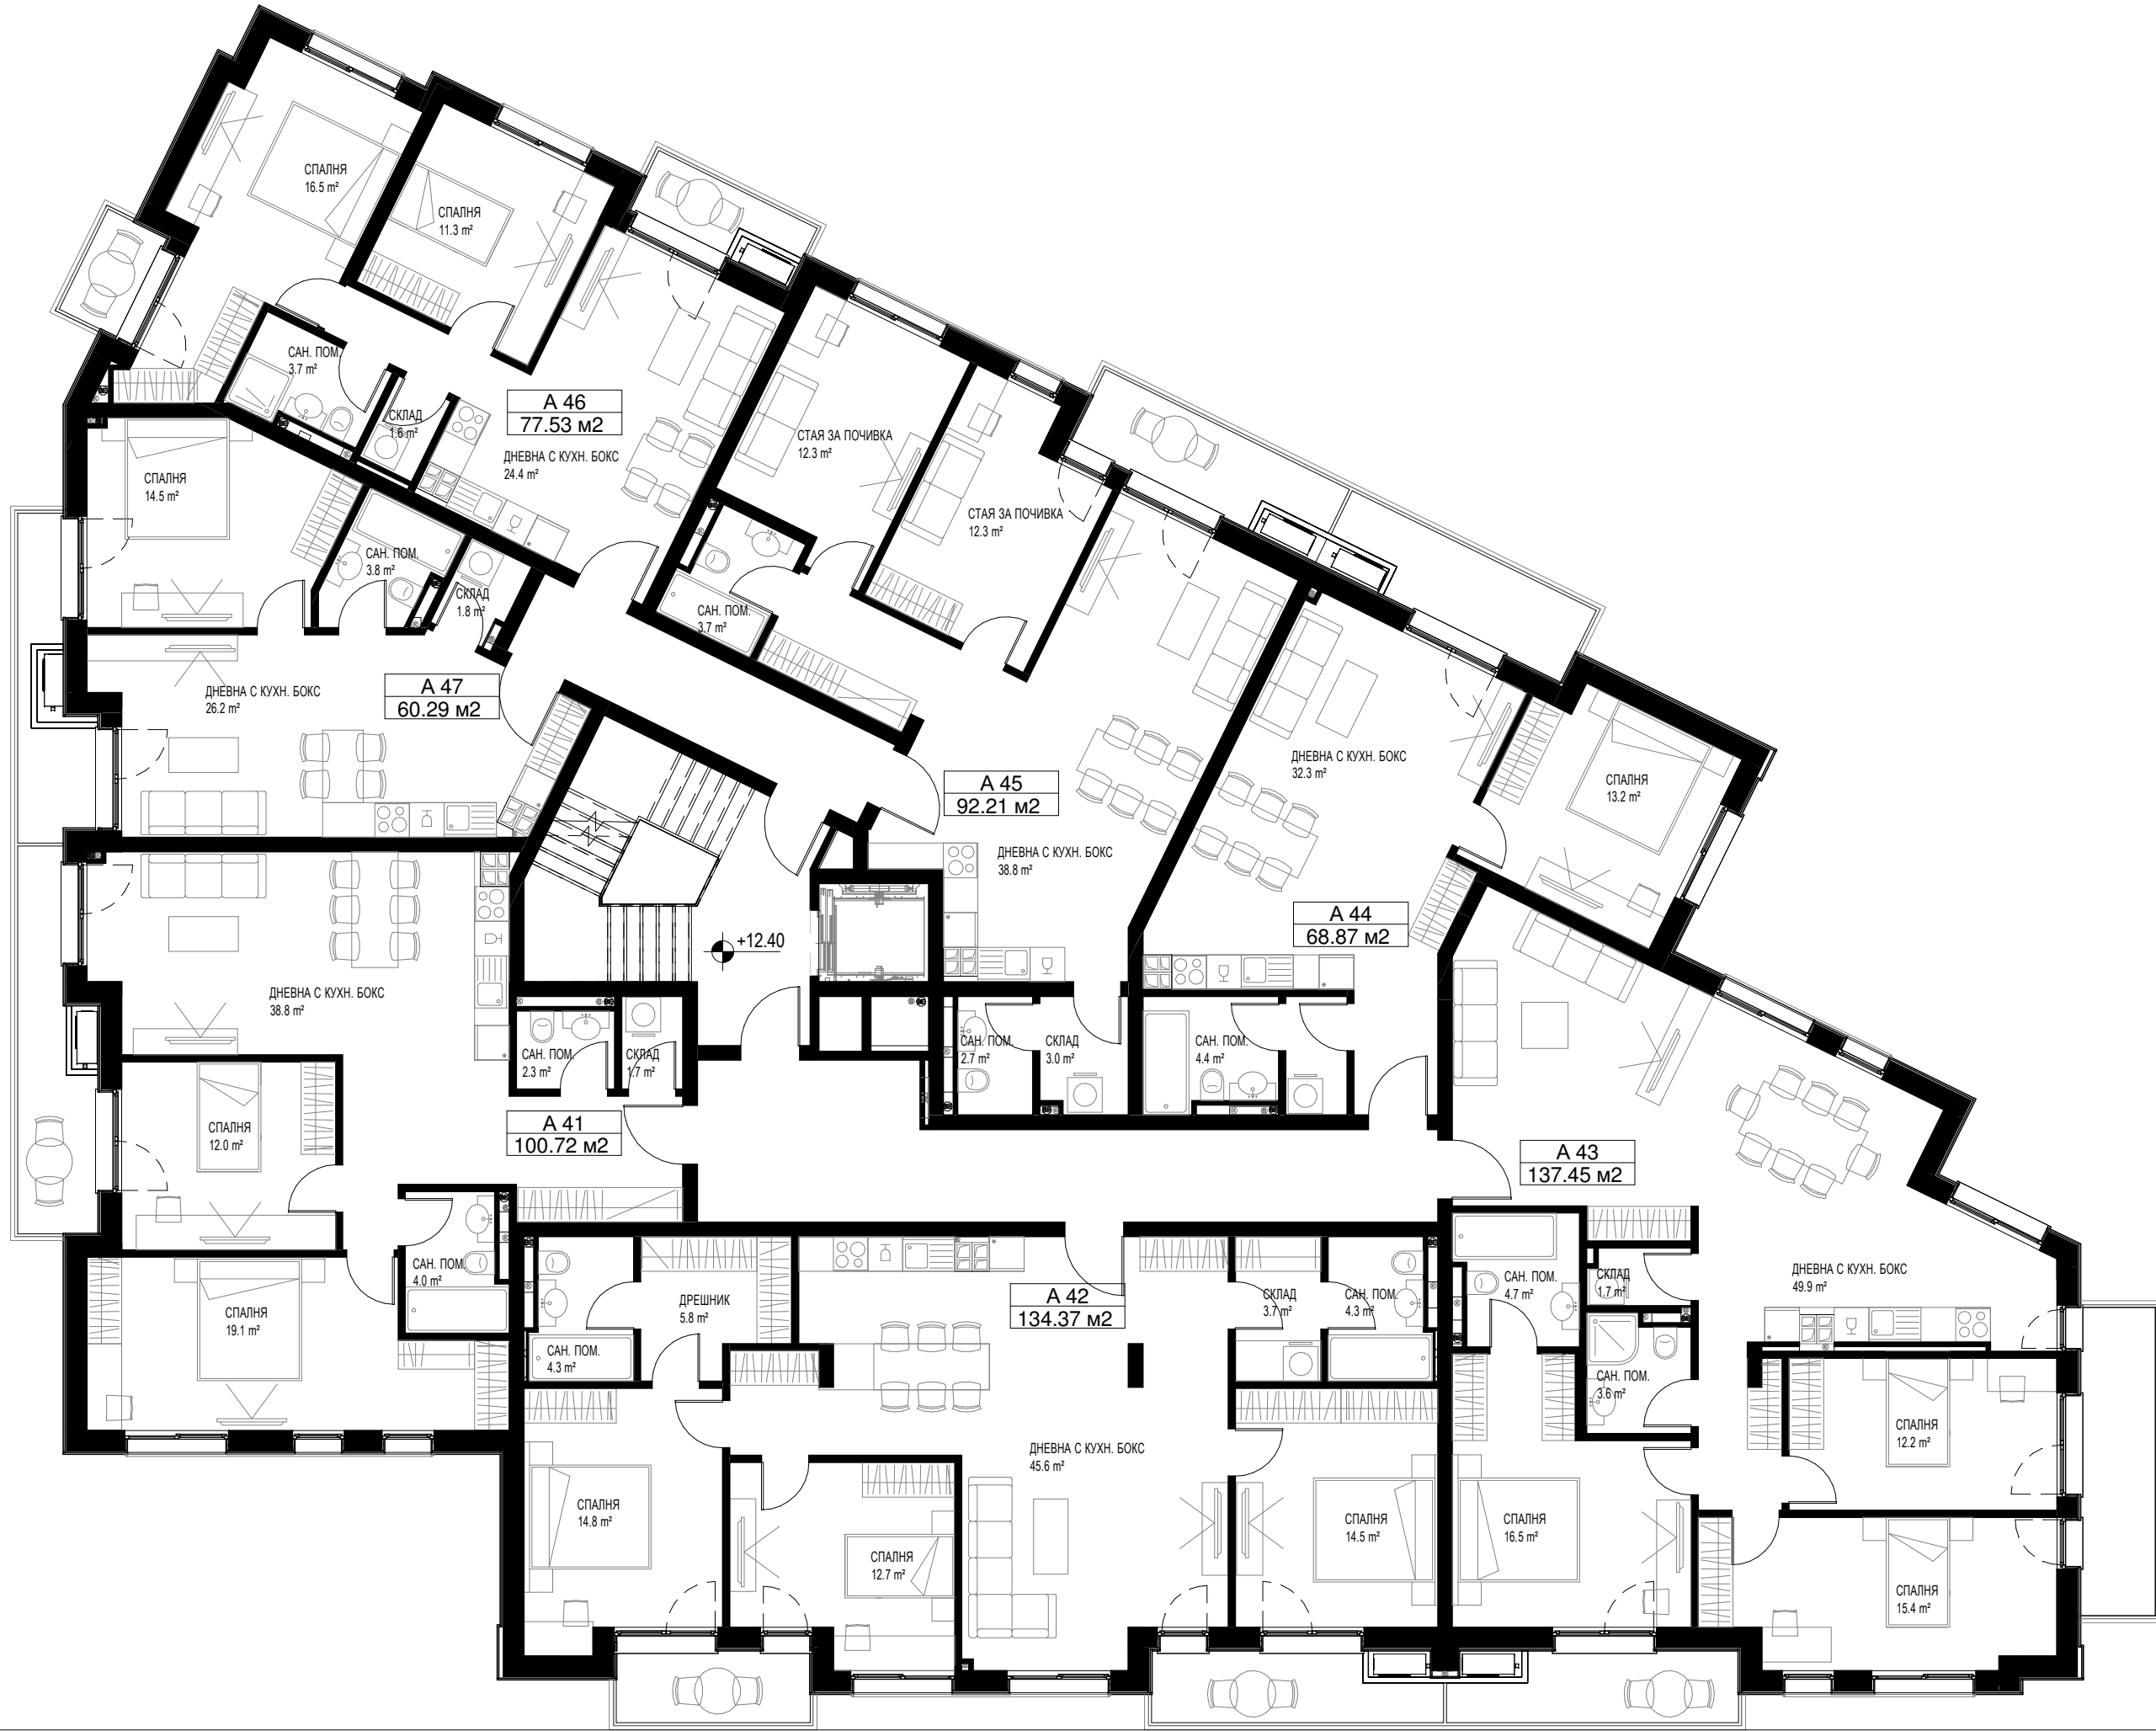 СПАЛНЯ
16.5 m²
СПАЛНЯ
11.3 m²
САН. ПОМ.
3.7 m²
СКЛАД
1.6 m²
А 46
77.53 м2
ДНЕВНА С КУХН. БОКС
24.4 m²
СТАЯ ЗА ПОЧИВКА
12.3 m²
СТАЯ ЗА ПОЧИВКА
12.3 m²
СПАЛНЯ
14.5 m²
САН. ПОМ.
3.8 m²
СКЛАД
1.8 m²
САН. ПОМ.
3.7 m²
ДНЕВНА С КУХН. БОКС
26.2 m²
А 47
60.29 м2
А 45
92.21 м2
ДНЕВНА С КУХН. БОКС
38.8 m²
ДНЕВНА С КУХН. БОКС
32.3 m²
СПАЛНЯ
13.2 m²
А 44
68.87 м2
+12.40
ДНЕВНА С КУХН. БОКС
38.8 m²
САН. ПОМ.
2.3 m²
СКЛАД
1.7 m²
САН. ПОМ.
2.7 m²
СКЛАД
3.0 m²
САН. ПОМ.
4.4 m²
СПАЛНЯ
12.0 m²
А 41
100.72 м2
А 43
137.45 м2
САН. ПОМ.
4.0 m²
СПАЛНЯ
19.1 m²
ДРЕШНИК
5.8 m²
САН. ПОМ.
4.3 m²
А 42
134.37 м2
СКЛАД
3.7 m²
САН. ПОМ.
4.3 m²
САН. ПОМ.
4.7 m²
СКЛАД
1.7 m²
ДНЕВНА С КУХН. БОКС
49.9 m²
САН. ПОМ.
3.6 m²
СПАЛНЯ
12.2 m²
ДНЕВНА С КУХН. БОКС
45.6 m²
СПАЛНЯ
14.8 m²
СПАЛНЯ
12.7 m²
СПАЛНЯ
14.5 m²
СПАЛНЯ
16.5 m²
СПАЛНЯ
15.4 m²